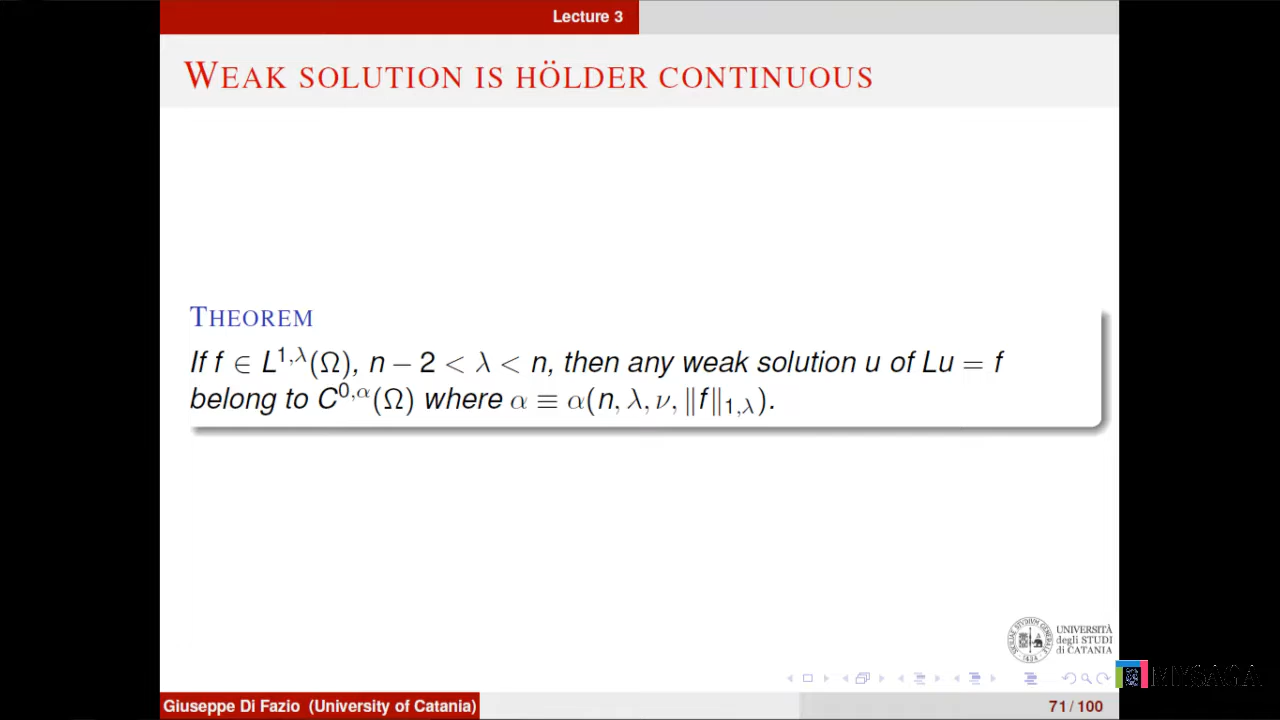 Lecture 3
WEAK SOLUTION IS HÖLDER CONTINUOUS
THEOREM
If f ∈ L^{1,λ}(Ω), n − 2 < λ < n, then any weak solution u of Lu = f
belong to C^{0,α}(Ω) where α ≡ α(n, λ, ν, ‖f‖_{1,λ}).
UNIVERSITÀ
degli STUDI
di CATANIA
Giuseppe Di Fazio (University of Catania)
71 / 100